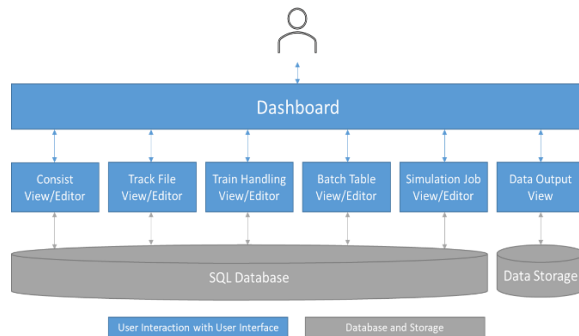 Dashboard
Consist
View/Editor
Track File
View/Editor
Train Handling
View/Editor
Batch Table
View/Editor
Simulation Job
View/Editor
Data Output
View
SQL Database
Data Storage
User Interaction with User Interface
Database and Storage